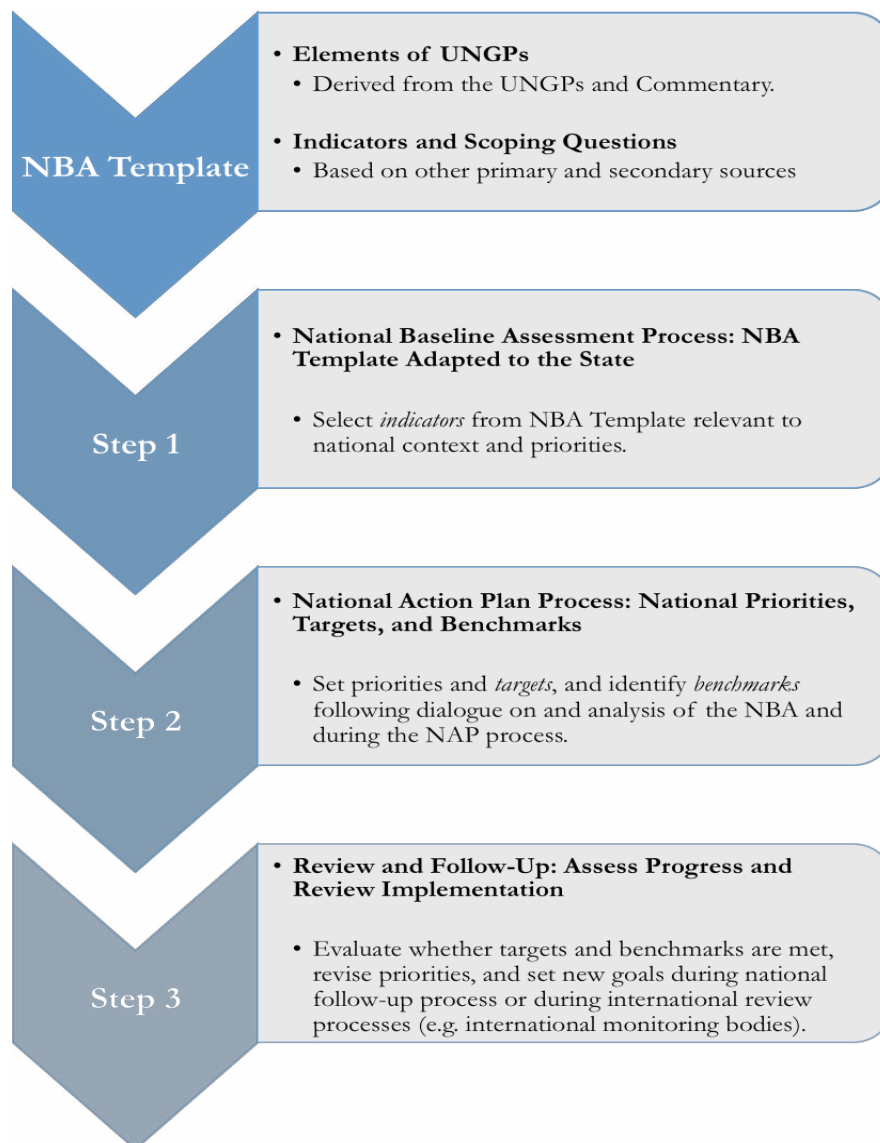 NBA Template
• Elements of UNGPs
• Derived from the UNGPs and Commentary.
• Indicators and Scoping Questions
• Based on other primary and secondary sources
Step 1
• National Baseline Assessment Process: NBA
Template Adapted to the State
• Select indicators from NBA Template relevant to
national context and priorities.
Step 2
• National Action Plan Process: National Priorities,
Targets, and Benchmarks
• Set priorities and targets, and identify benchmarks
following dialogue on and analysis of the NBA and
during the NAP process.
Step 3
• Review and Follow-Up: Assess Progress and
Review Implementation
• Evaluate whether targets and benchmarks are met,
revise priorities, and set new goals during national
follow-up process or during international review
processes (e.g. international monitoring bodies).